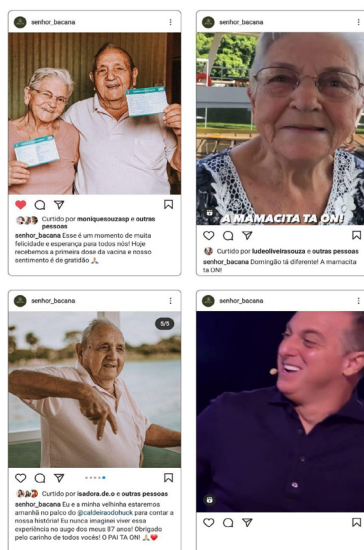 senhor_bacana
Curtido por moniquesouzasp e outras
pessoas
senhor_bacana Esse é um momento de muita
felicidade e esperança para todos nós! Hoje
recebemos a primeira dose da vacina e nosso
sentimento é de gratidão 🙏🏼
senhor_bacana
A MAMACITA TA ON!
Curtido por ludeoliveirasouza e outras pessoas
senhor_bacana Domingão tá diferente! A mamacita
ta ON!
senhor_bacana
5/5
Curtido por isadora.de.o e outras pessoas
senhor_bacana Eu e a minha velhinha estaremos
amanhã no palco do @caldeiraodohuck pra contar a
nossa história! Eu nunca imaginei viver essa
experiência no auge dos meus 87 anos! Obrigado
pelo carinho de todos vocês! O PAI TA ON! 🙏🏼❤️
senhor_bacana